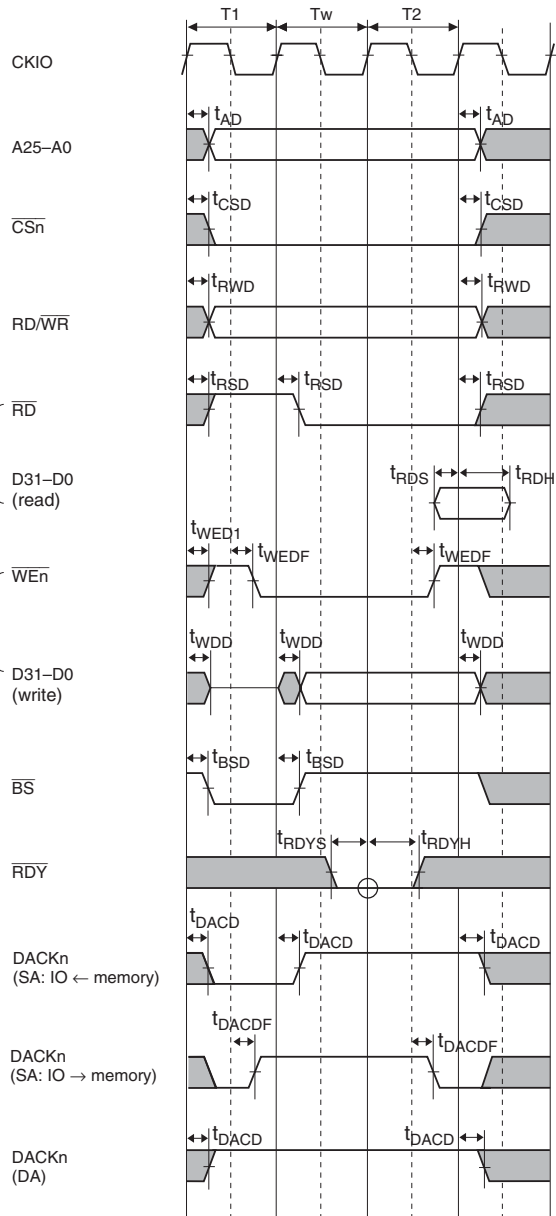 T1 Tw T2
CKIO
tAD tAD
A25–A0
tCSD tCSD
CSn
tRWD tRWD
RD/WR
tRSD tRSD tRSD
RD
D31–D0
(read)
tRDS tRDH
tWED1
tWEDF tWEDF
WEn
tWDD tWDD tWDD
D31–D0
(write)
tBSD tBSD
BS
tRDYS tRDYH
RDY
tDACD tDACD tDACD
DACKn
(SA: IO ← memory)
tDACDF tDACDF
DACKn
(SA: IO → memory)
tDACD tDACD
DACKn
(DA)